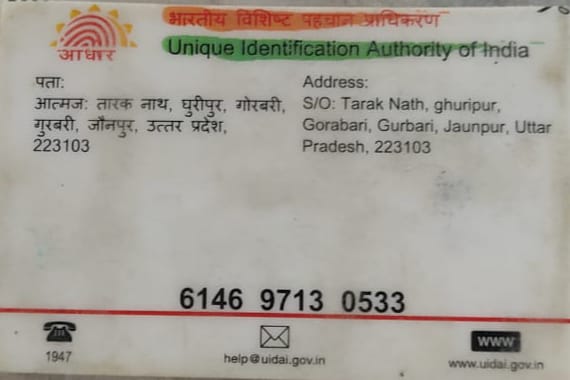 भारतीय विशिष्ट पहचान प्राधिकरण
Unique Identification Authority of India
आधार
पता:
आत्मज: तारक नाथ, घुरीपुर, गोरबरी,
गुरबरी, जौनपुर, उत्तर प्रदेश,
223103
Address:
S/O: Tarak Nath, ghuripur,
Gorabari, Gurbari, Jaunpur, Uttar
Pradesh, 223103
6146 9713 0533
1947
help@uidai.gov.in
www
www.uidai.gov.in